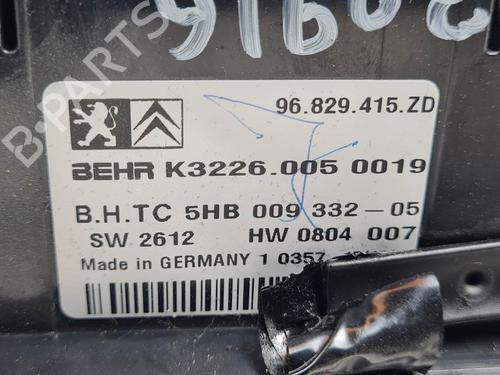 96.829.415.ZD
BEHR K3226.005 0019
B.H.TC 5HB 009 332-05
SW 2612 HW 0804 007
Made in GERMANY 1 0357
B-PARTS